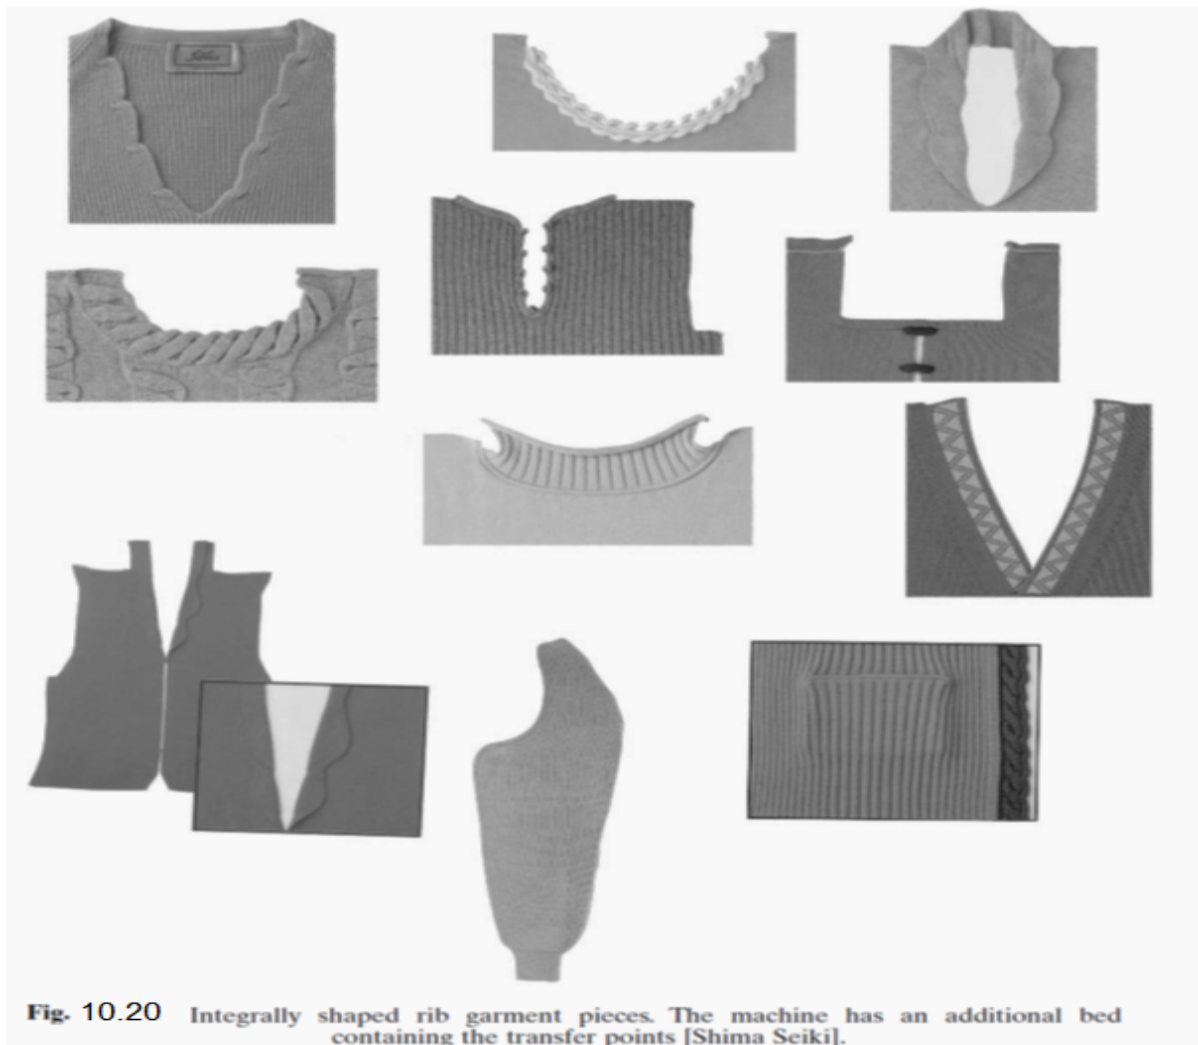 Fig. 10.20 Integrally shaped rib garment pieces. The machine has an additional bed
containing the transfer points [Shima Seiki].